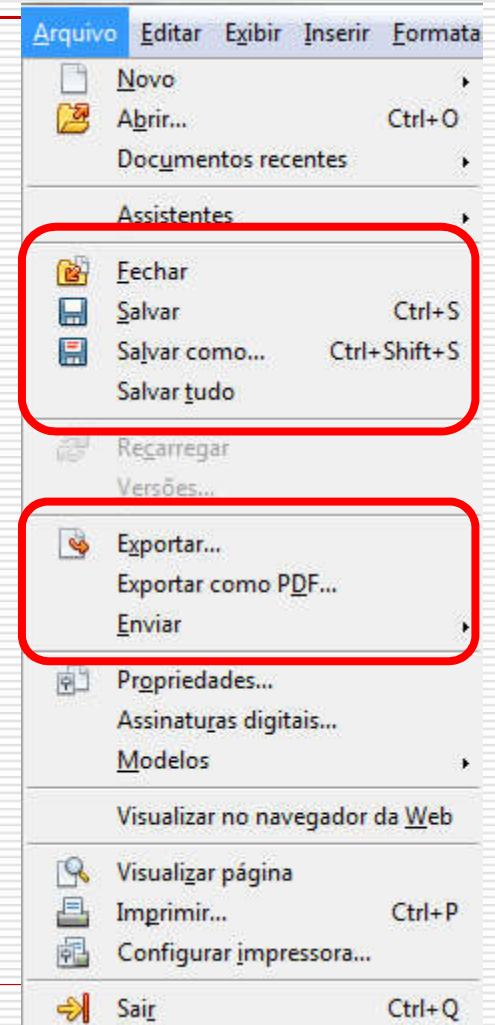 Arquivo Editar Exibir Inserir Formata
Novo
Abrir... Ctrl+O
Documentos recentes
Assistentes
Fechar
Salvar Ctrl+S
Salvar como... Ctrl+Shift+S
Salvar tudo
Recarregar
Versões...
Exportar...
Exportar como PDF...
Enviar
Propriedades...
Assinaturas digitais...
Modelos
Visualizar no navegador da Web
Visualizar página
Imprimir... Ctrl+P
Configurar impressora...
Sair Ctrl+Q